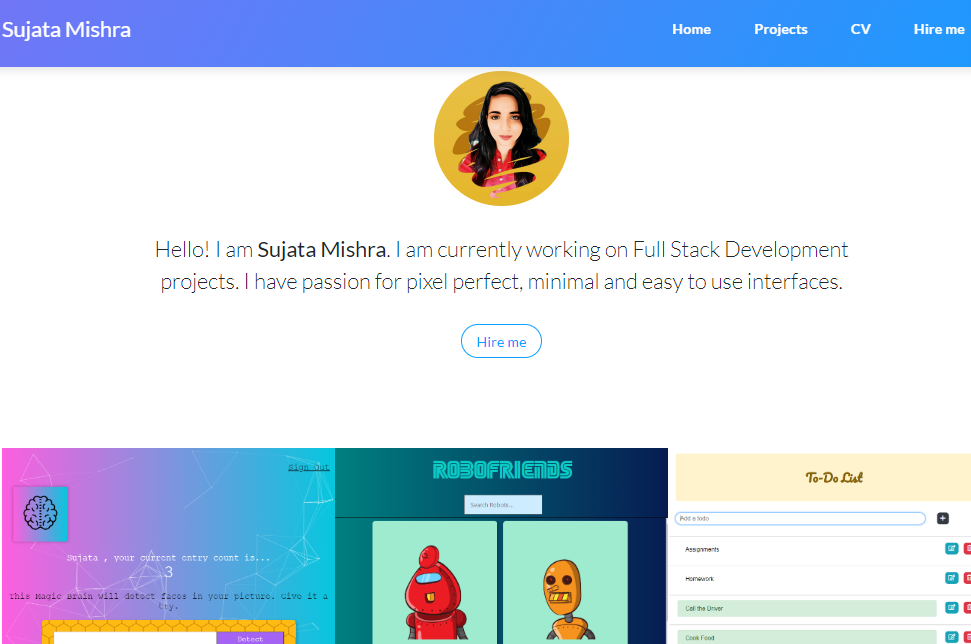 Sujata Mishra
Home Projects CV Hire me
Hello! I am Sujata Mishra. I am currently working on Full Stack Development
projects. I have passion for pixel perfect, minimal and easy to use interfaces.
Hire me
Sign Out
Sujata , your current entry count is...
3
This Magic Brain will detect faces in your picture. Give it a
try.
Detect
ROBOFRIENDS
Search Robots...
To-Do List
Add a todo
Assignments
Homework
Call the Driver
Cook Food